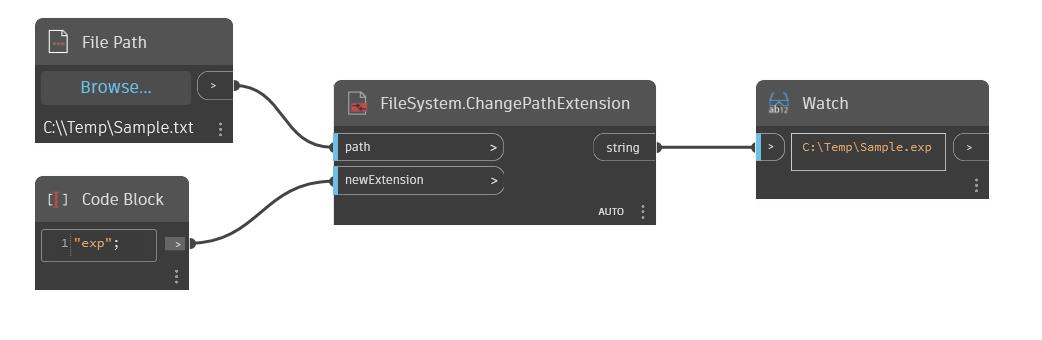 File Path
Browse...
>
C:\\Temp\Sample.txt
Code Block
1 "exp";
>
FileSystem.ChangePathExtension
path >
string
newExtension >
AUTO
ab12
Watch
>
C:\Temp\Sample.exp
>